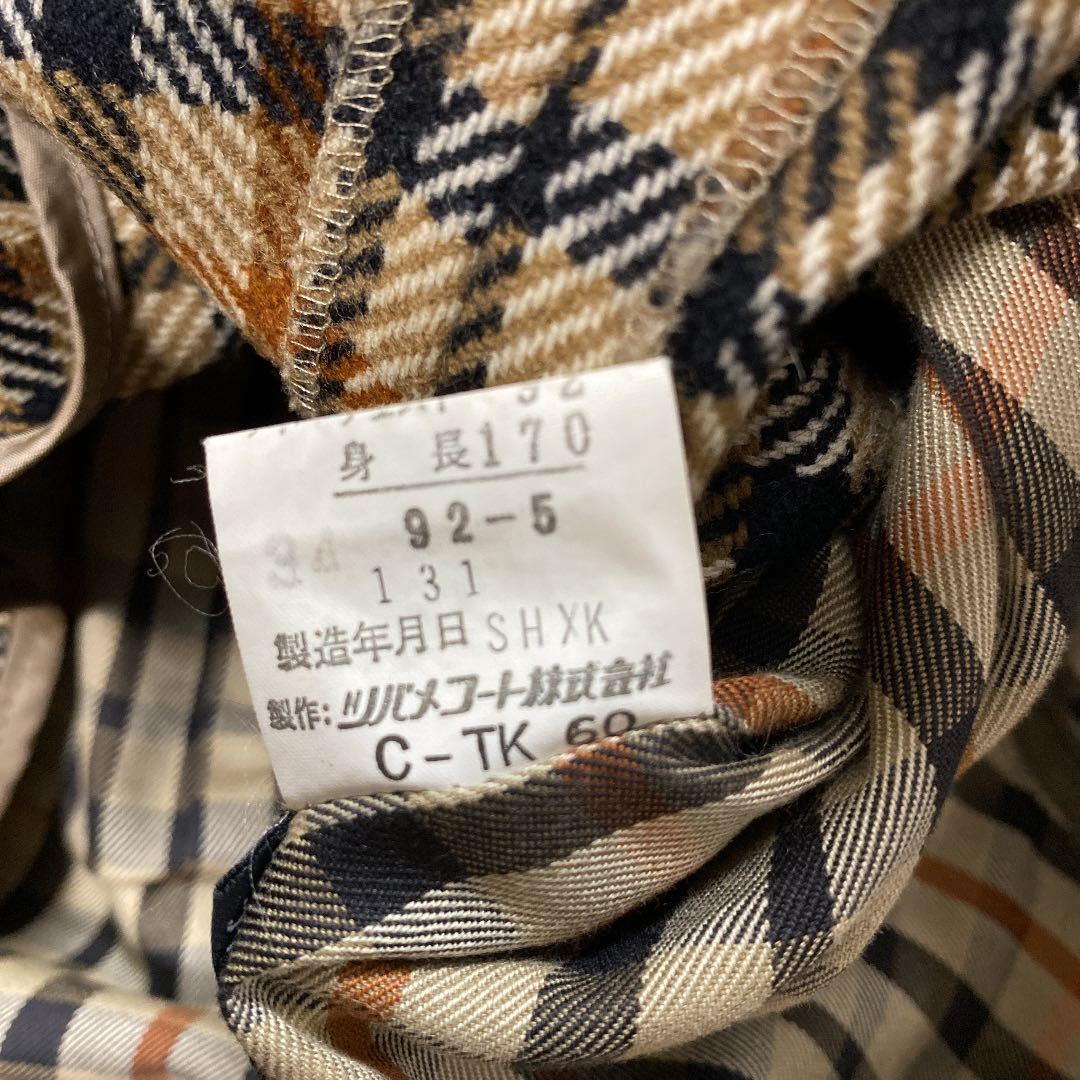 身 長170
92-5
131
製造年月日 SHXK
製作: ツバメコート株式会社
C-TK 60